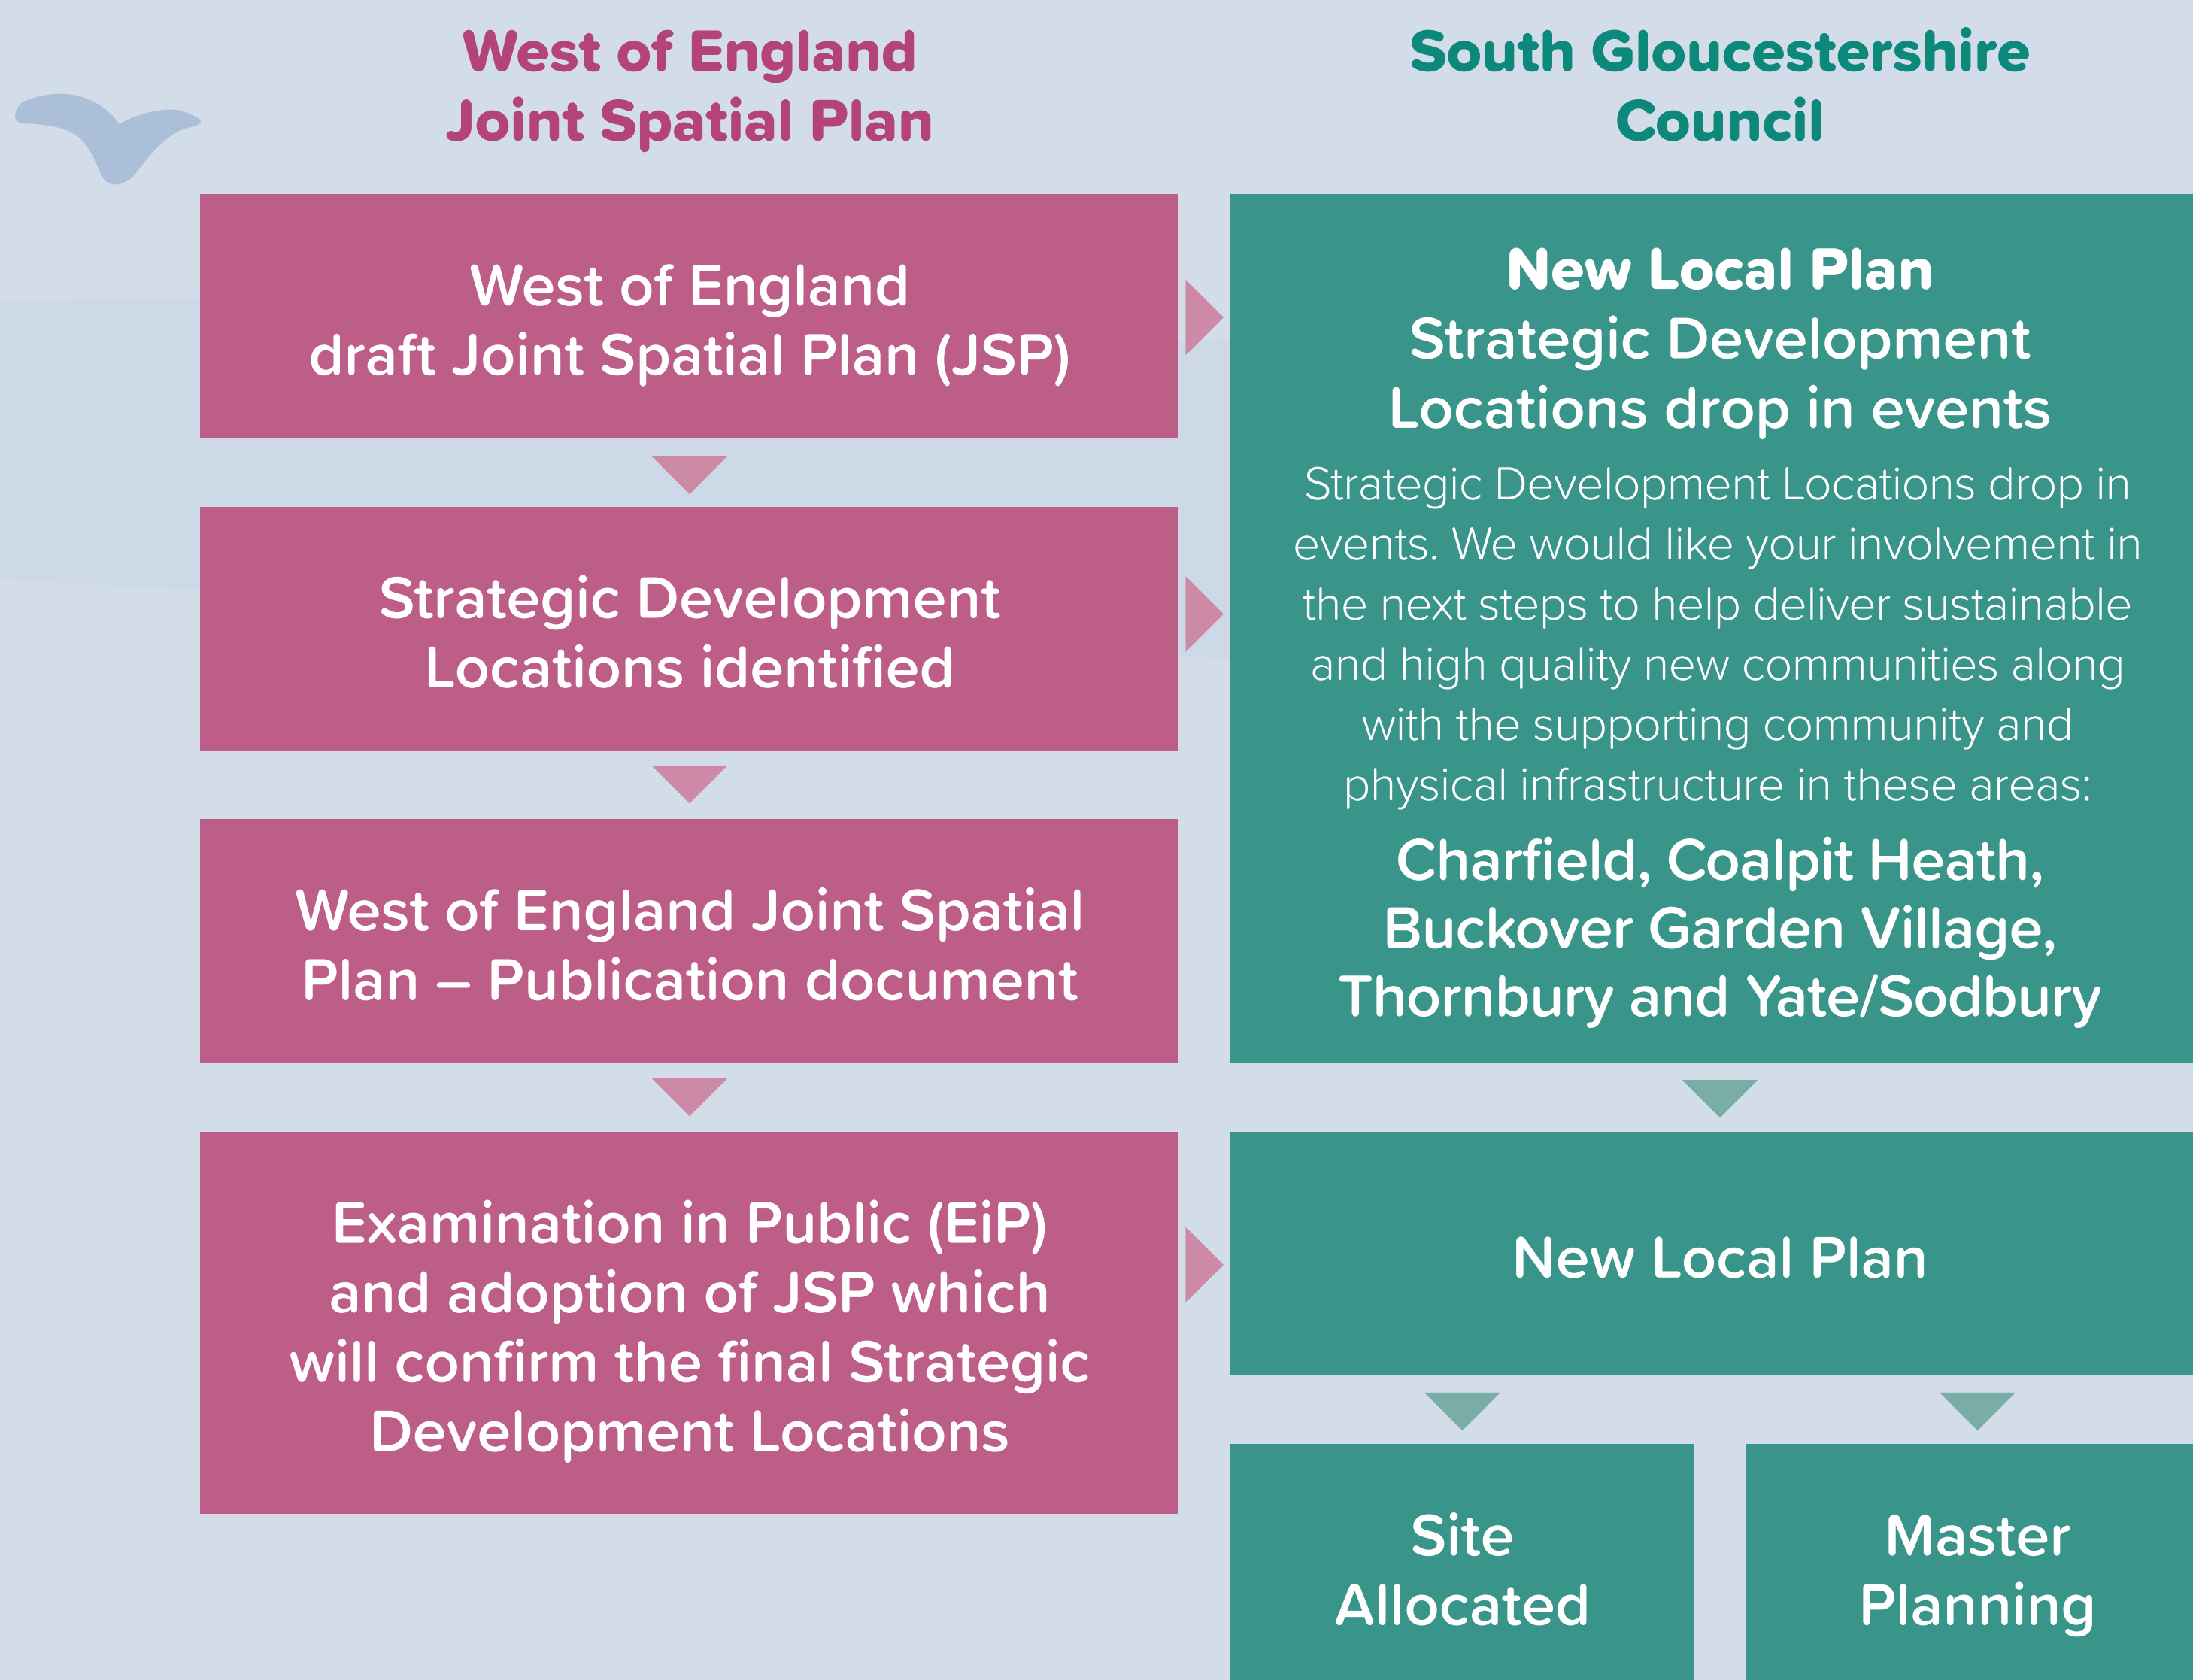 West of England
Joint Spatial Plan
West of England
draft Joint Spatial Plan (JSP)
Strategic Development
Locations identified
West of England Joint Spatial
Plan – Publication document
Examination in Public (EiP)
and adoption of JSP which
will confirm the final Strategic
Development Locations
South Gloucestershire
Council
New Local Plan
Strategic Development
Locations drop in events
Strategic Development Locations drop in
events. We would like your involvement in
the next steps to help deliver sustainable
and high quality new communities along
with the supporting community and
physical infrastructure in these areas:
Charfield, Coalpit Heath,
Buckover Garden Village,
Thornbury and Yate/Sodbury
New Local Plan
Site
Allocated
Master
Planning